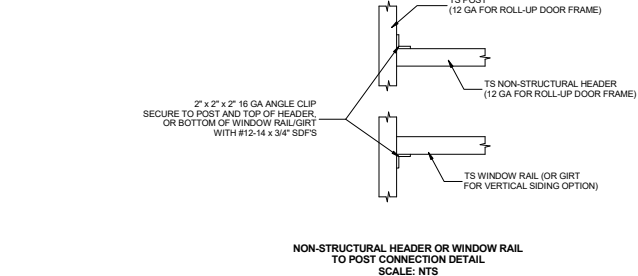 TS POST
(12 GA FOR ROLL-UP DOOR FRAME)
TS NON-STRUCTURAL HEADER
(12 GA FOR ROLL-UP DOOR FRAME)
2" x 2" x 2" 16 GA ANGLE CLIP
SECURE TO POST AND TOP OF HEADER,
OR BOTTOM OF WINDOW RAIL/GIRT
WITH #12-14 x 3/4" SDF'S
TS WINDOW RAIL (OR GIRT
FOR VERTICAL SIDING OPTION)
NON-STRUCTURAL HEADER OR WINDOW RAIL
TO POST CONNECTION DETAIL
SCALE: NTS